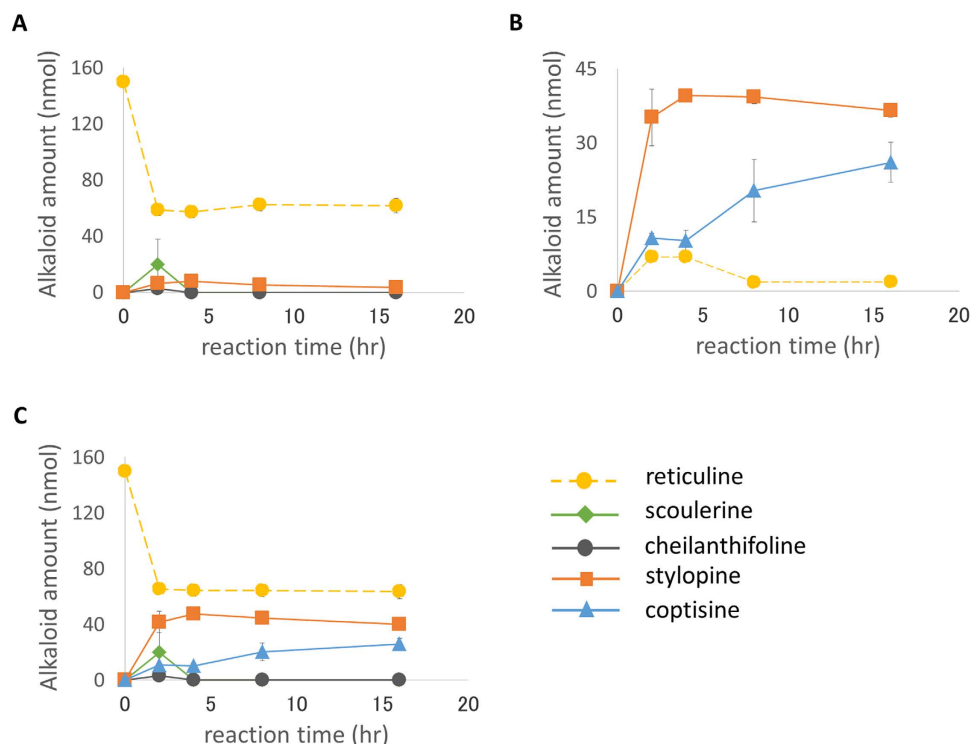 A
Alkaloid amount (nmol)
160
120
80
40
0
0 5 10 15 20
reaction time (hr)
B
Alkaloid amount (nmol)
45
30
15
0
0 5 10 15 20
reaction time (hr)
C
Alkaloid amount (nmol)
160
120
80
40
0
0 5 10 15 20
reaction time (hr)
reticuline
scoulerine
cheilanthifoline
stylopine
coptisine